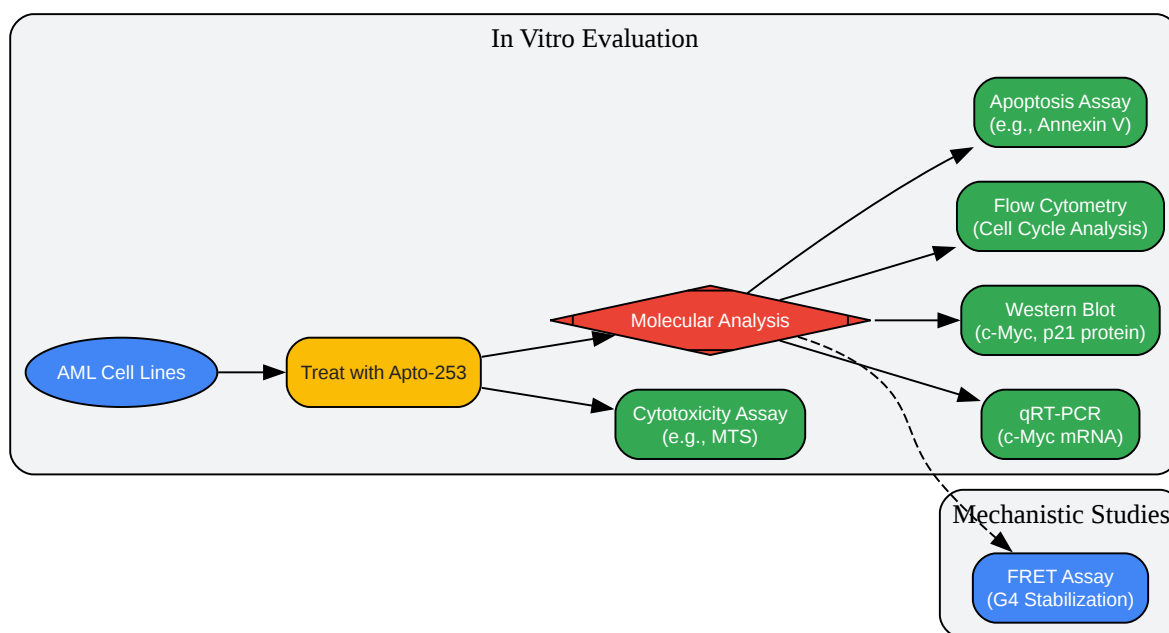 In Vitro Evaluation
Apoptosis Assay
(e.g., Annexin V)
Flow Cytometry
(Cell Cycle Analysis)
Molecular Analysis
Western Blot
(c-Myc, p21 protein)
AML Cell Lines
Treat with Apto-253
Cytotoxicity Assay
(e.g., MTS)
qRT-PCR
(c-Myc mRNA)
Mechanistic Studies
FRET Assay
(G4 Stabilization)